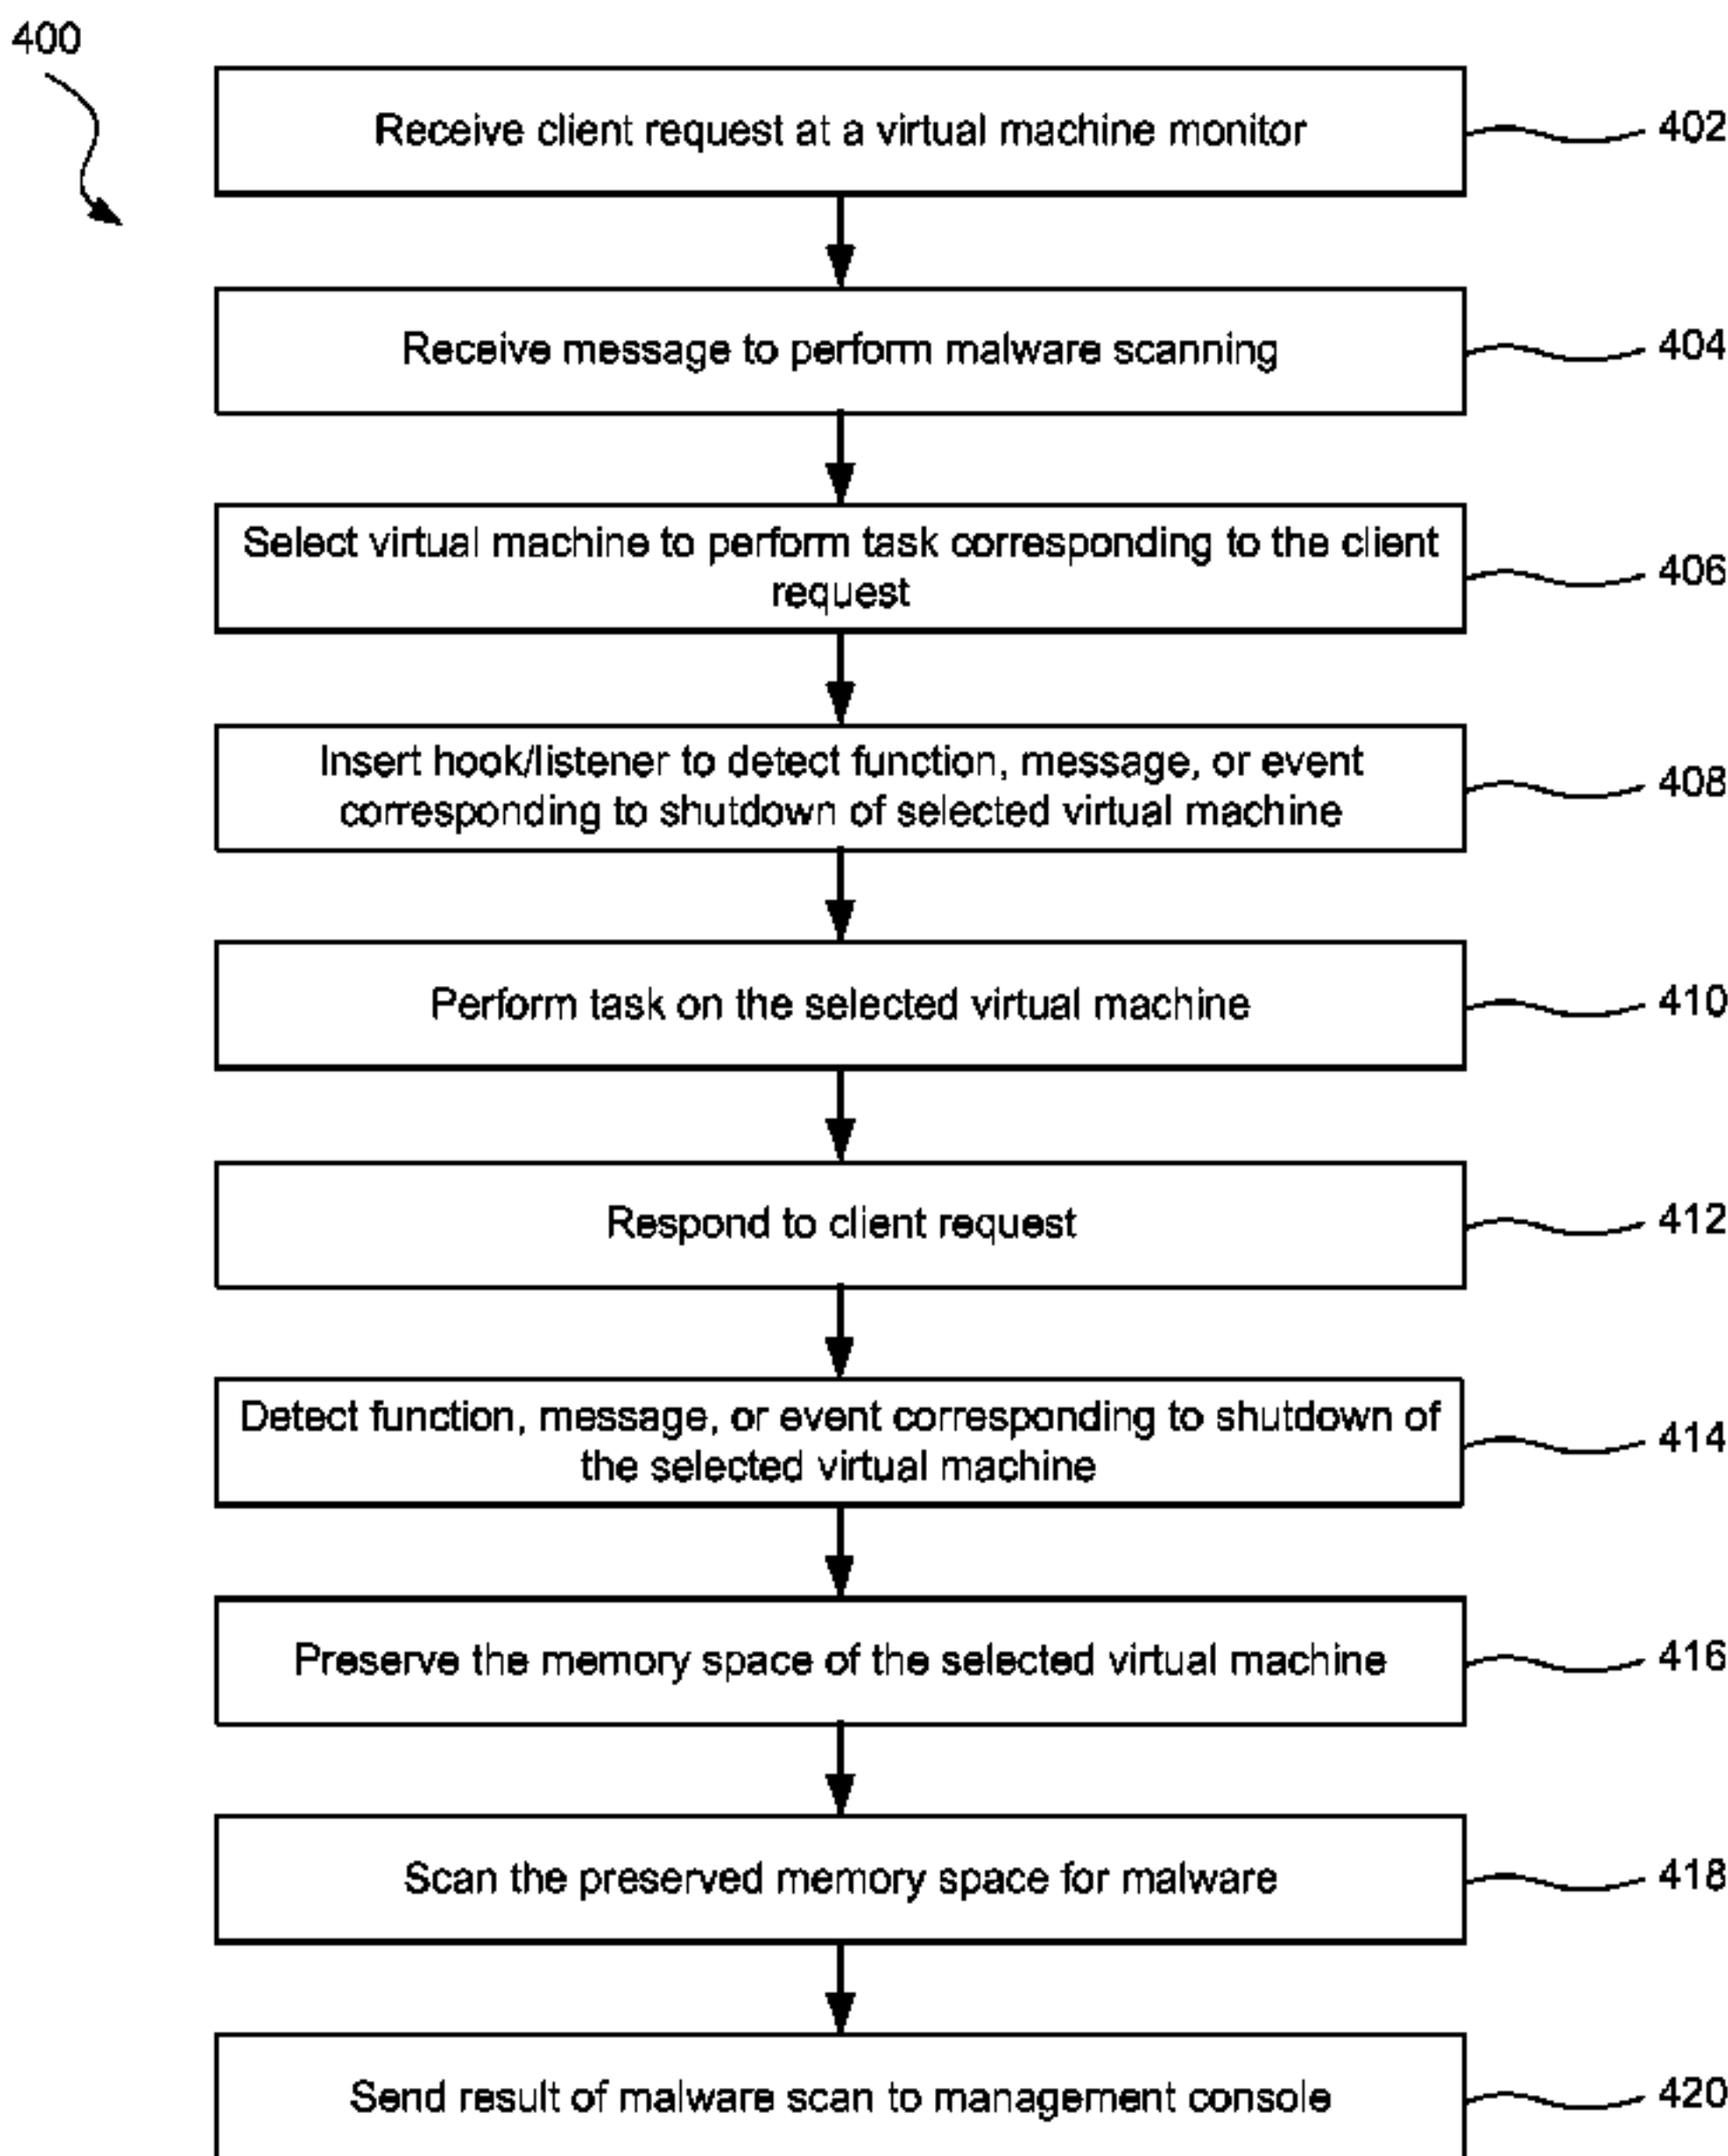 400
Receive client request at a virtual machine monitor
402
Receive message to perform malware scanning
404
Select virtual machine to perform task corresponding to the client
request
406
Insert hook/listener to detect function, message, or event
corresponding to shutdown of selected virtual machine
408
Perform task on the selected virtual machine
410
Respond to client request
412
Detect function, message, or event corresponding to shutdown of
the selected virtual machine
414
Preserve the memory space of the selected virtual machine
416
Scan the preserved memory space for malware
418
Send result of malware scan to management console
420